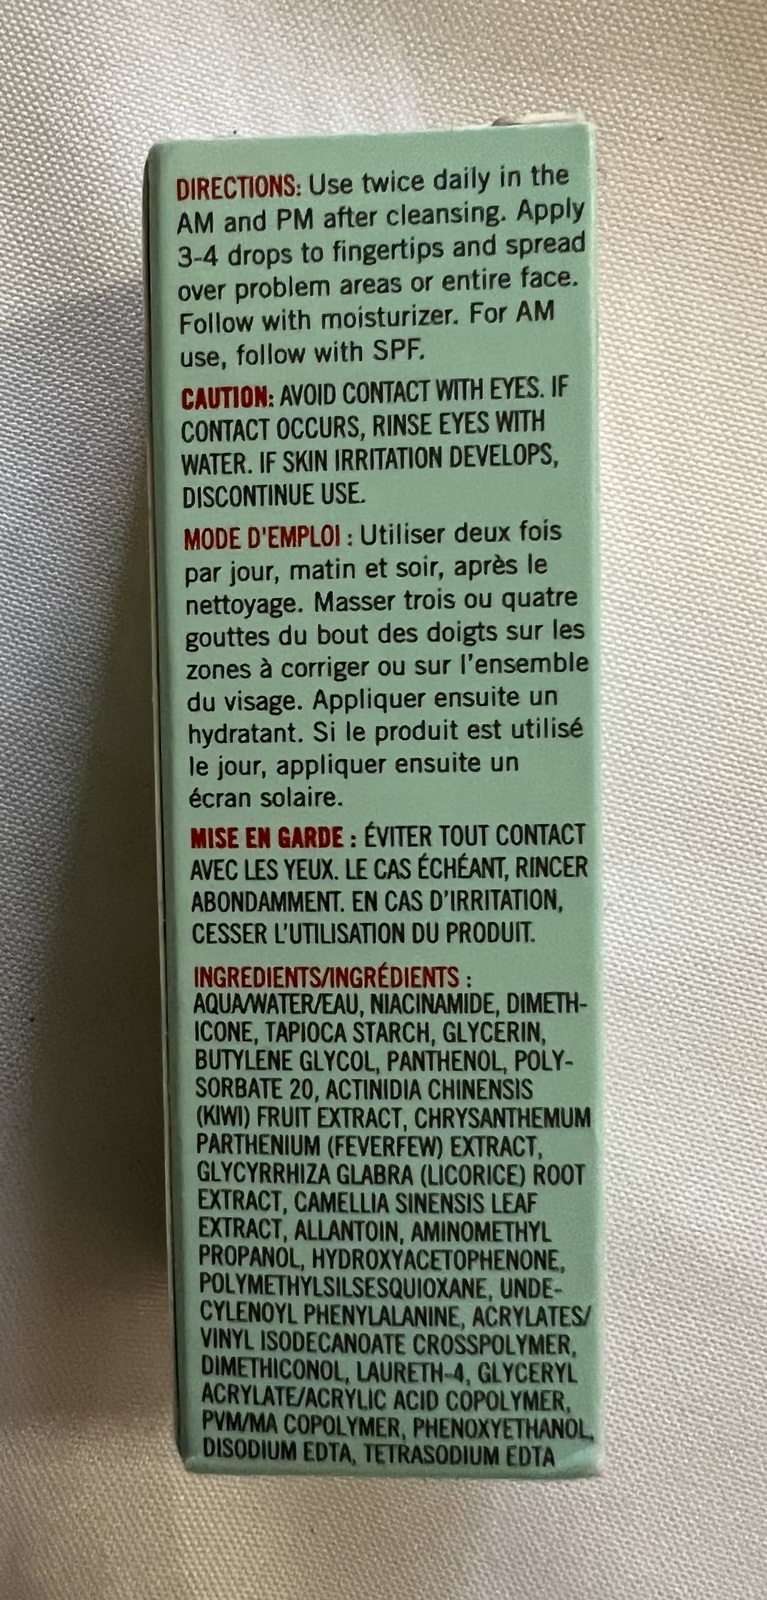 DIRECTIONS: Use twice daily in the
AM and PM after cleansing. Apply
3-4 drops to fingertips and spread
over problem areas or entire face.
Follow with moisturizer. For AM
use, follow with SPF.
CAUTION: AVOID CONTACT WITH EYES. IF
CONTACT OCCURS, RINSE EYES WITH
WATER. IF SKIN IRRITATION DEVELOPS,
DISCONTINUE USE.
MODE D'EMPLOI : Utiliser deux fois
par jour, matin et soir, après le
nettoyage. Masser trois ou quatre
gouttes du bout des doigts sur les
zones à corriger ou sur l'ensemble
du visage. Appliquer ensuite un
hydratant. Si le produit est utilisé
le jour, appliquer ensuite un
écran solaire.
MISE EN GARDE : ÉVITER TOUT CONTACT
AVEC LES YEUX. LE CAS ÉCHÉANT, RINCER
ABONDAMMENT. EN CAS D'IRRITATION,
CESSER L'UTILISATION DU PRODUIT.
INGREDIENTS/INGRÉDIENTS :
AQUA/WATER/EAU, NIACINAMIDE, DIMETH-
ICONE, TAPIOCA STARCH, GLYCERIN,
BUTYLENE GLYCOL, PANTHENOL, POLY-
SORBATE 20, ACTINIDIA CHINENSIS
(KIWI) FRUIT EXTRACT, CHRYSANTHEMUM
PARTHENIUM (FEVERFEW) EXTRACT,
GLYCYRRHIZA GLABRA (LICORICE) ROOT
EXTRACT, CAMELLIA SINENSIS LEAF
EXTRACT, ALLANTOIN, AMINOMETHYL
PROPANOL, HYDROXYACETOPHENONE,
POLYMETHYLSILSESQUIOXANE, UNDE-
CYLENOYL PHENYLALANINE, ACRYLATES/
VINYL ISODECANOATE CROSSPOLYMER,
DIMETHICONOL, LAURETH-4, GLYCERYL
ACRYLATE/ACRYLIC ACID COPOLYMER,
PVM/MA COPOLYMER, PHENOXYETHANOL,
DISODIUM EDTA, TETRASODIUM EDTA